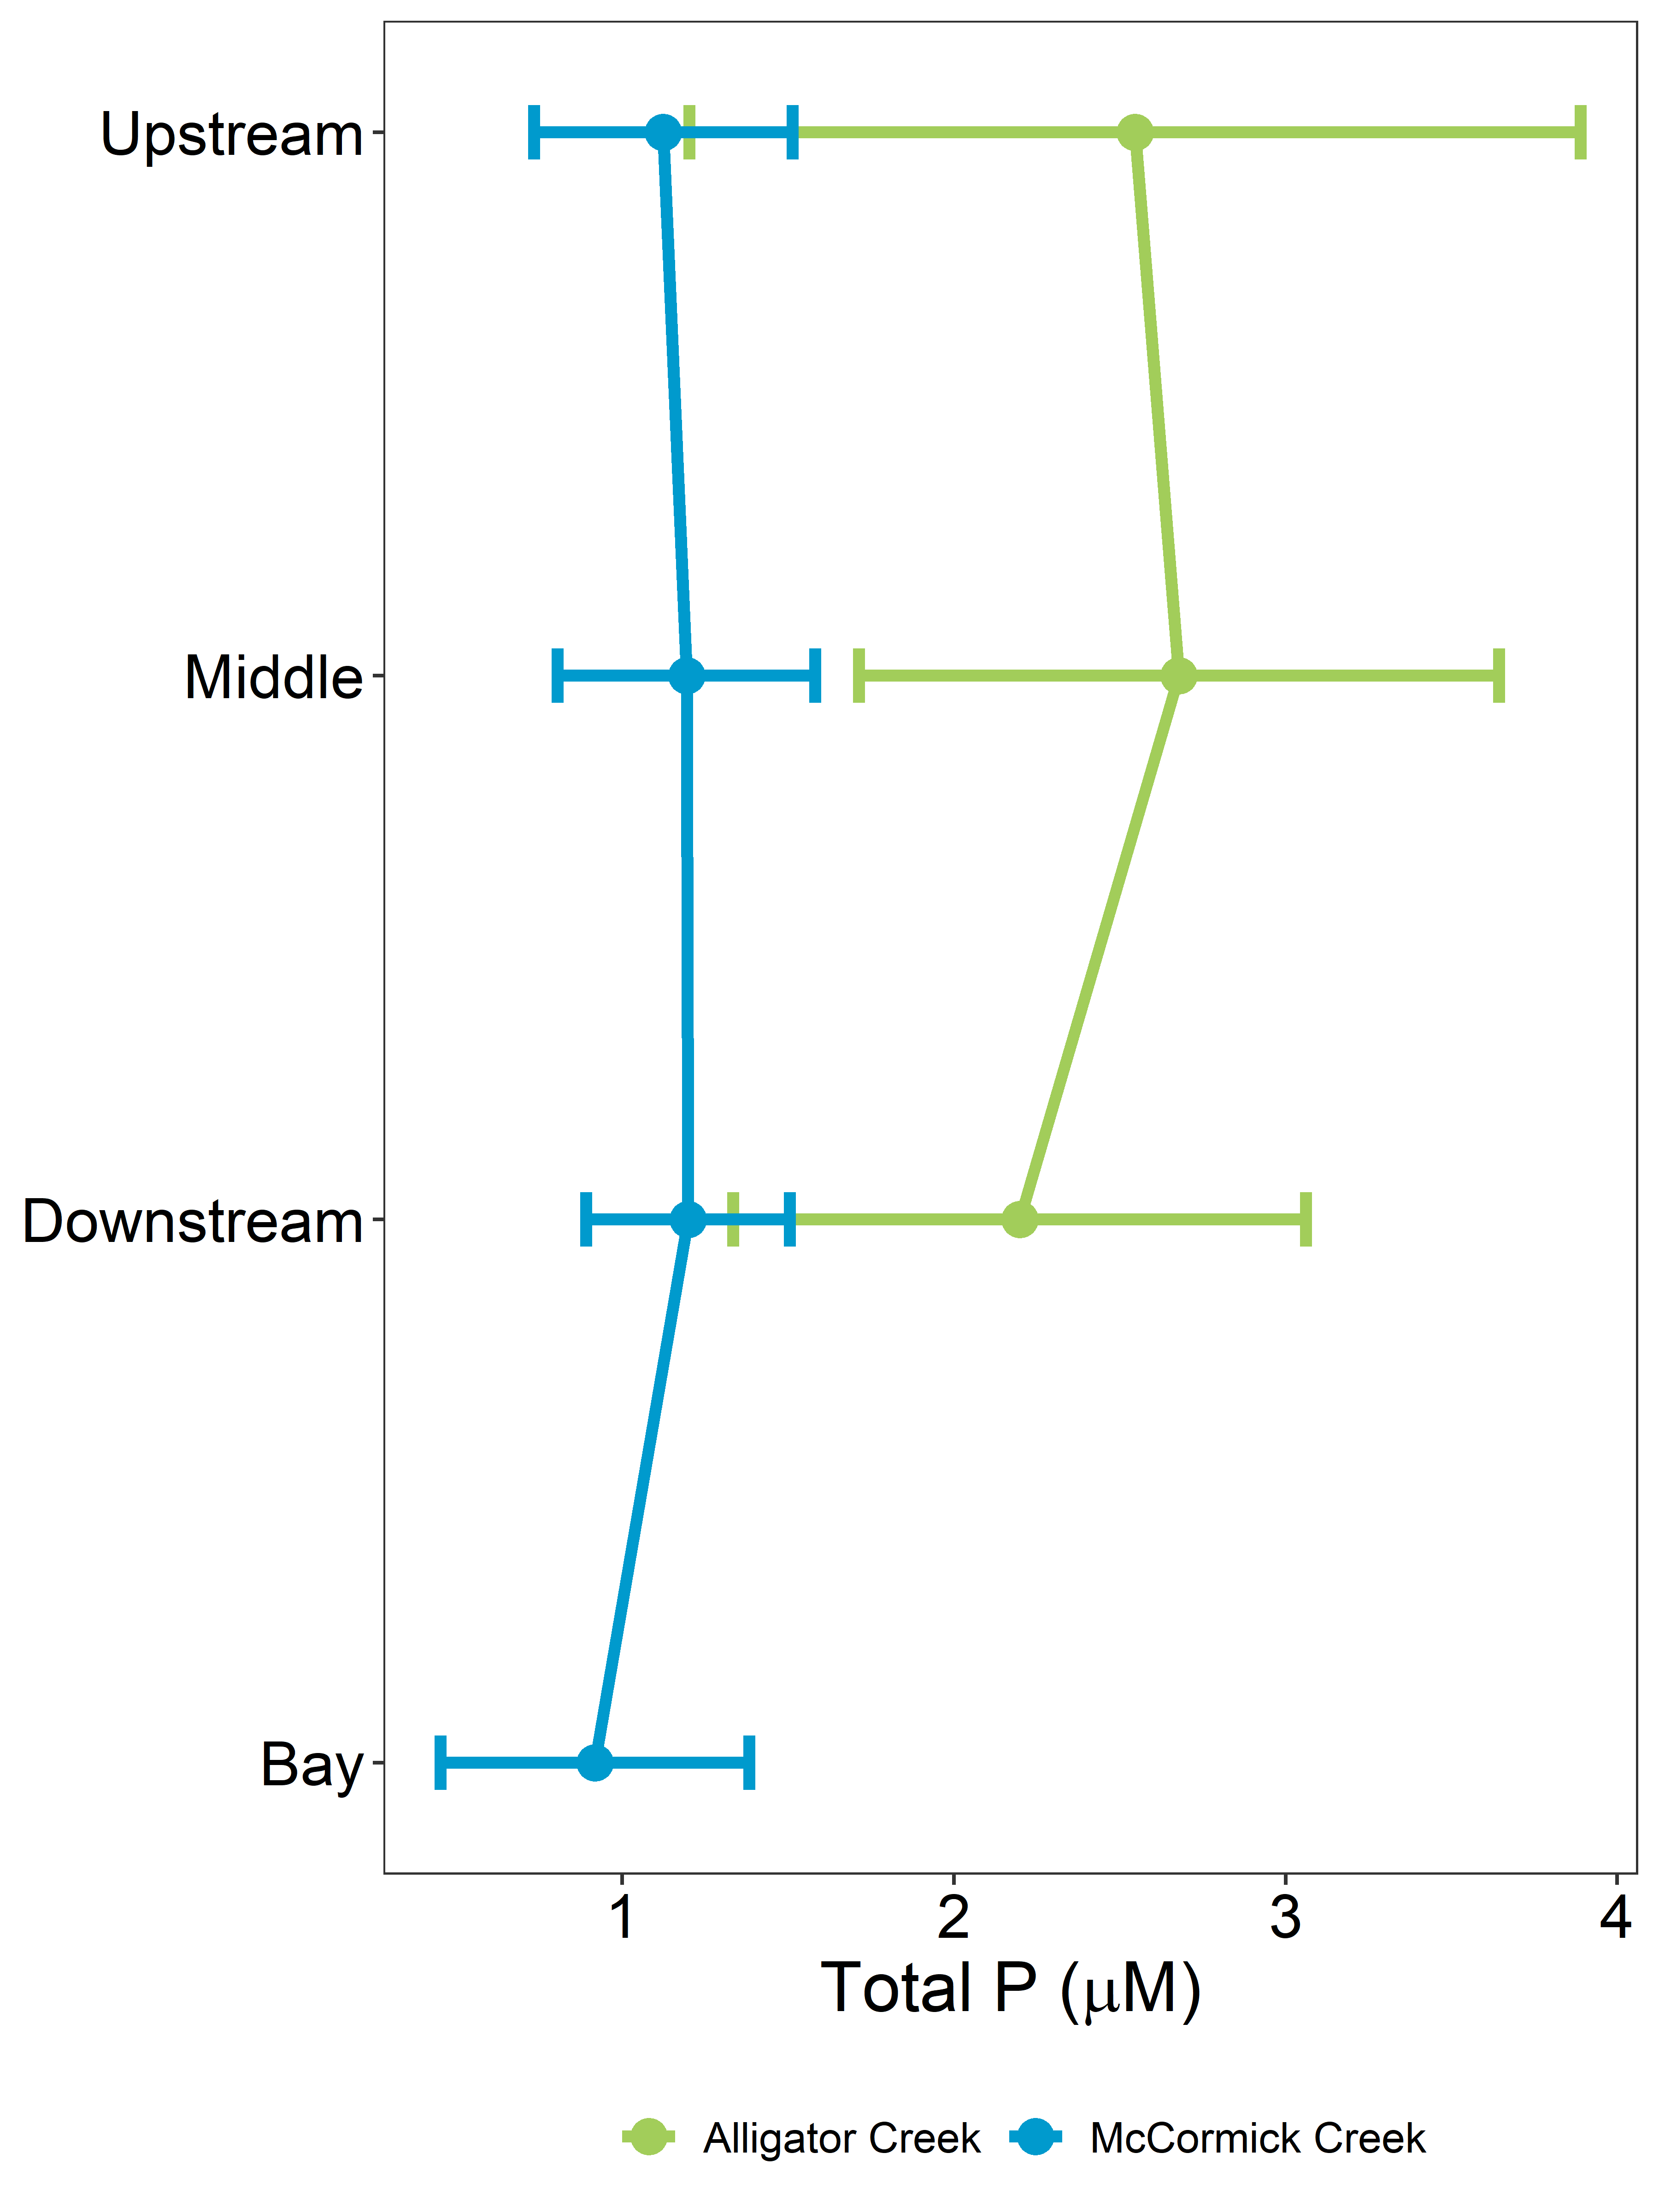 Upstream
Middle
Downstream
Bay
1 2 3 4
Total P (μM)
Alligator Creek McCormick Creek